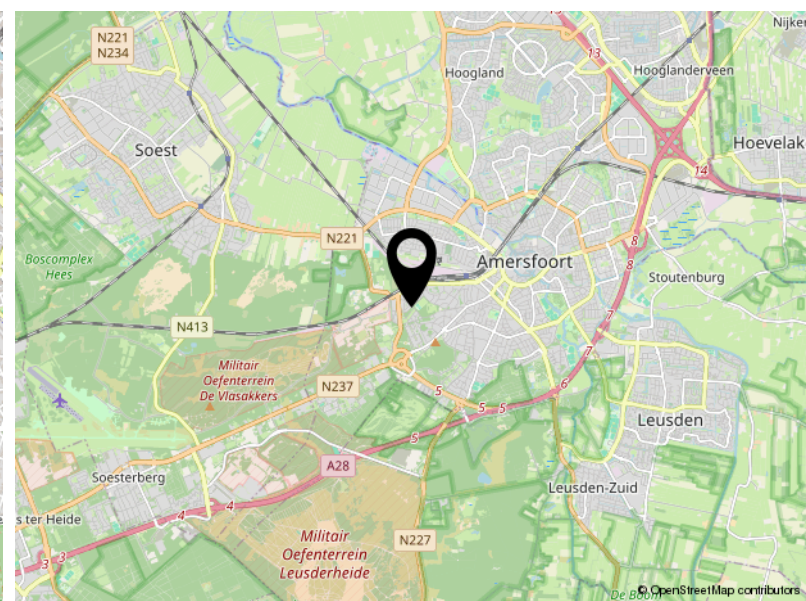 N221
N234
13
Nijker
Hoogland
13
Hooglanderveen
Soest
Hoevelak
14
N221
8
Amersfoort
8
Boscomplex
Hees
Stoutenburg
N413
7
7
Militair
Oefenterrein
De Vlasakkers
N237
5
5
5
6
5
Leusden
A28
Soesterberg
4
4
Leusden-Zuid
s ter Heide
Militair
Oefenterrein
Leusderheide
N227
3
3
De Boom
© OpenStreetMap contributors